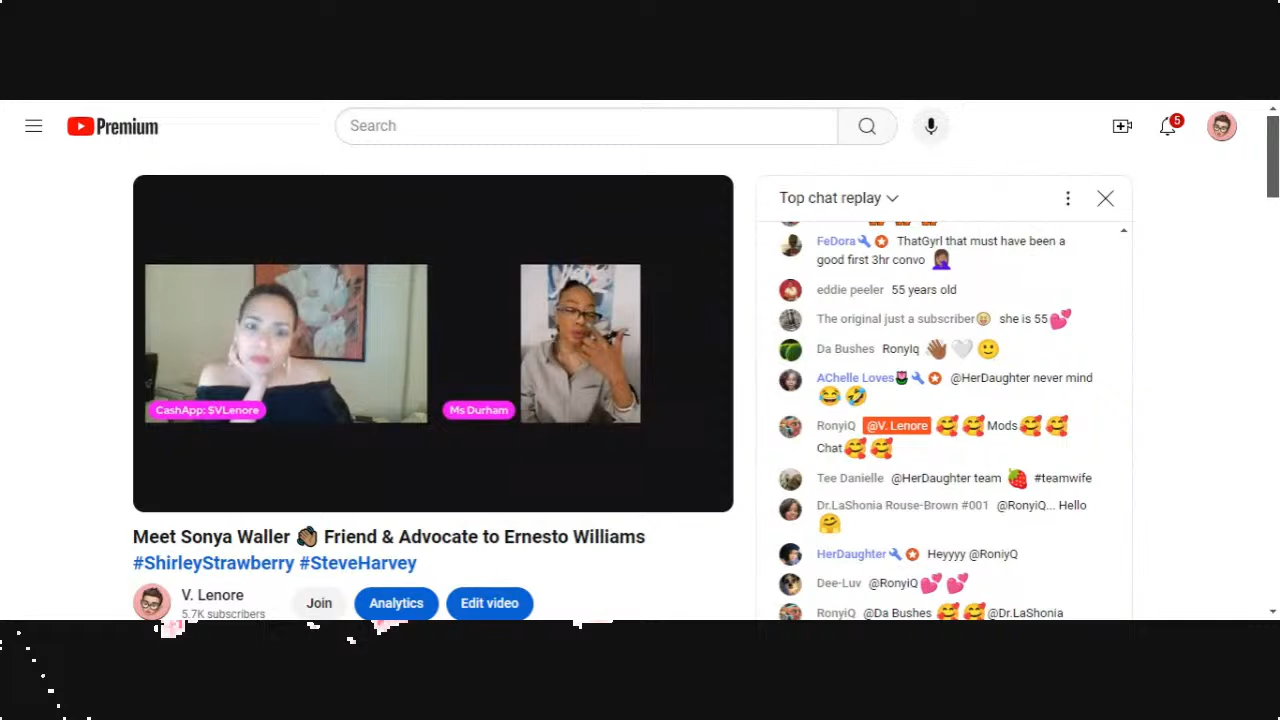 Premium
Search
5
Top chat replay
FeDora ThatGyrl that must have been a
good first 3hr convo
eddie peeler 55 years old
The original just a subscriber she is 55
Da Bushes RonyIq
AChelle Loves @HerDaughter never mind
RonyiQ @V. Lenore Mods
Chat
Tee Danielle @HerDaughter team #teamwife
Dr.LaShonia Rouse-Brown #001 @RonyiQ... Hello
HerDaughter Heyyyy @RoniyQ
Dee-Luv @RonyiQ
RonyiQ @Da Bushes @Dr.LaShonia
CashApp: $VLenore
Ms Durham
Meet Sonya Waller Friend & Advocate to Ernesto Williams
#ShirleyStrawberry #SteveHarvey
V. Lenore
5.7K subscribers
Join
Analytics
Edit video